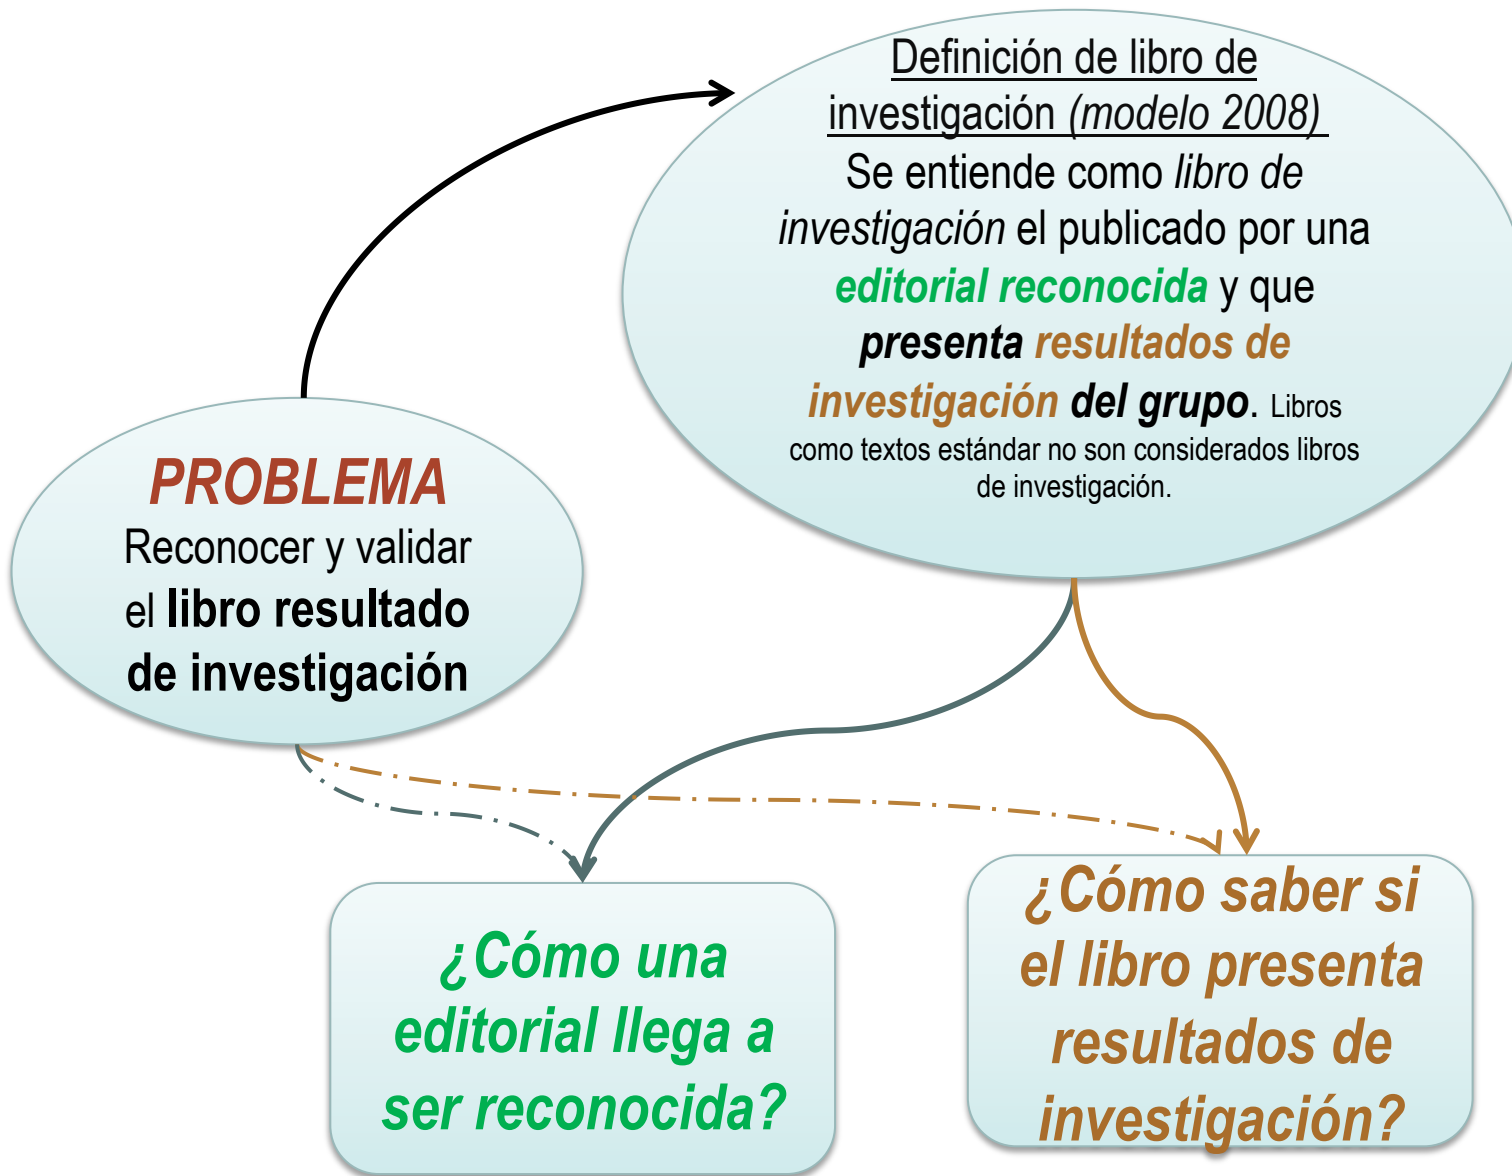 Definición de libro de
investigación (modelo 2008)
Se entiende como libro de
investigación el publicado por una
editorial reconocida y que
presenta resultados de
investigación del grupo. Libros
como textos estándar no son considerados libros
de investigación.
PROBLEMA
Reconocer y validar
el libro resultado
de investigación
¿Cómo una
editorial llega a
ser reconocida?
¿Cómo saber si
el libro presenta
resultados de
investigación?